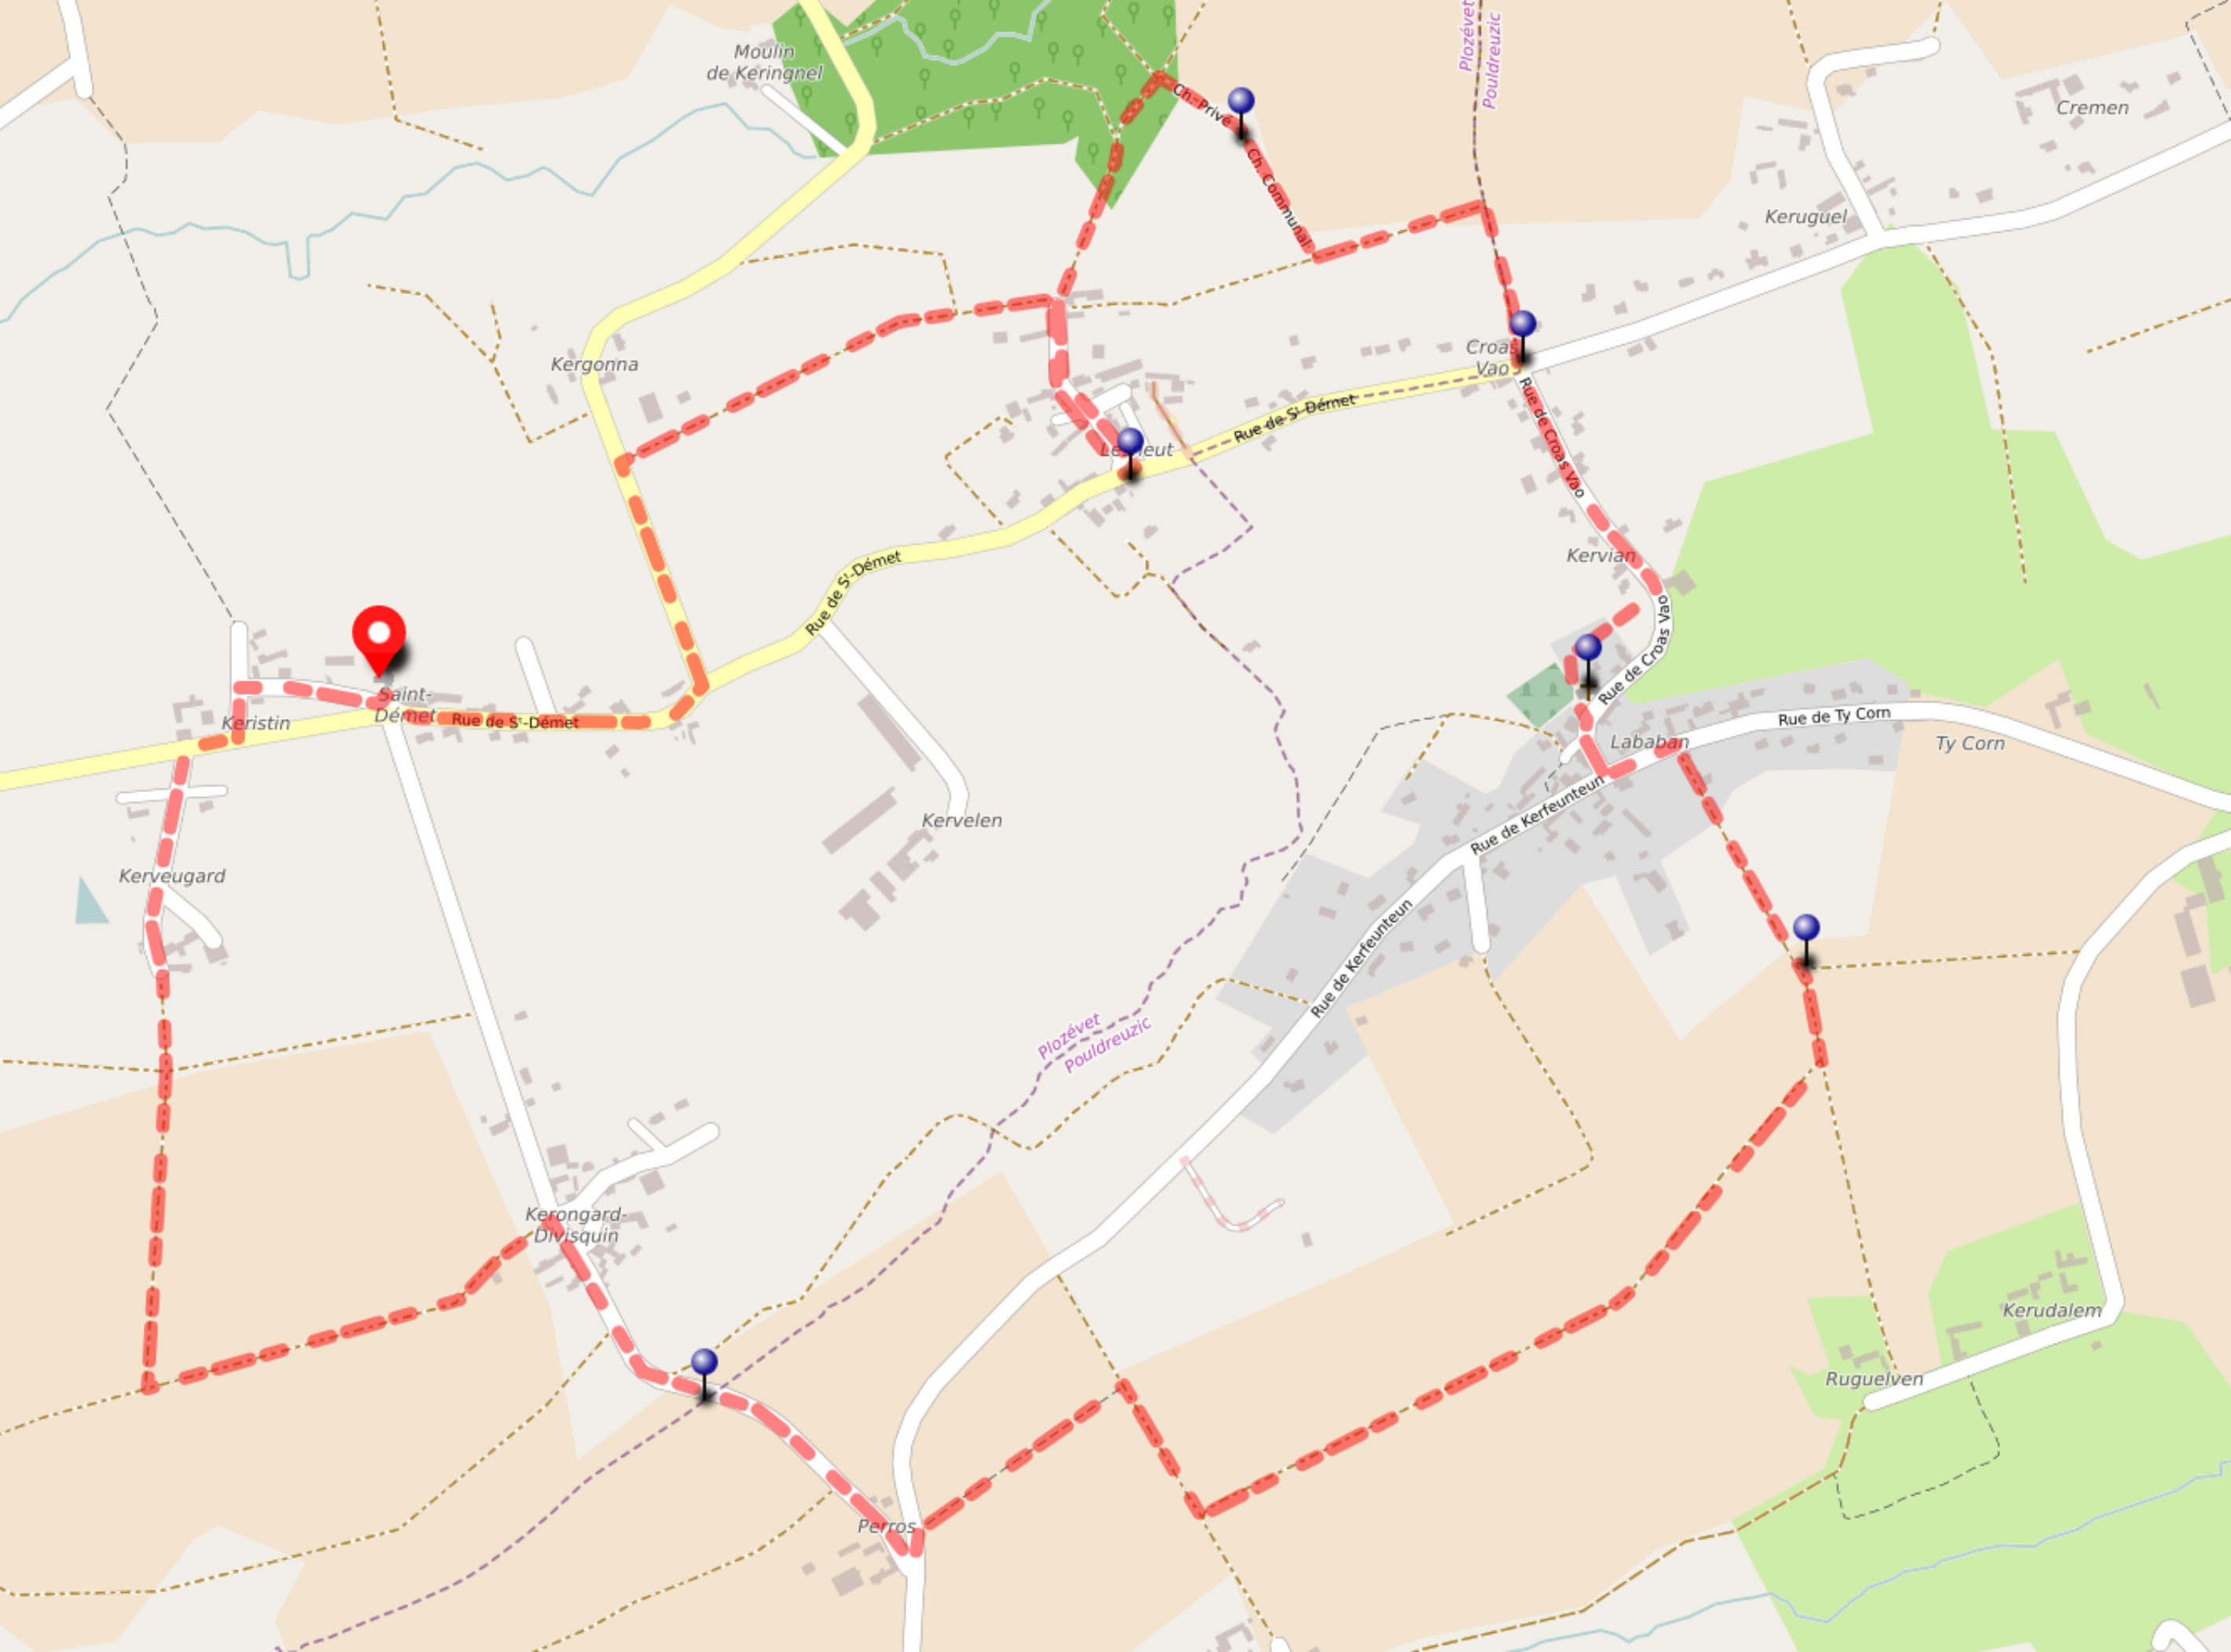 Moulin
de Keringnel
Plozévet
Pouldreuzic
Cremen
Ch. Privé
Ch. Communal
Keruguel
Kergonna
Croas
Vao
Rue de Sᵗ-Démet
Rue de Croas Vao
Kervian
Rue de Sᵗ-Démet
Rue de Croas Vao
Saint-
Démet
Keristin
Rue de Sᵗ-Démet
Rue de Ty Corn
Lababan
Ty Corn
Kervelen
Rue de Kerfeunteun
Kerveugard
Rue de Kerfeunteun
Plozévet
Pouldreuzic
Kerongard-
Divisquin
Kerudalem
Ruguelven
Perros